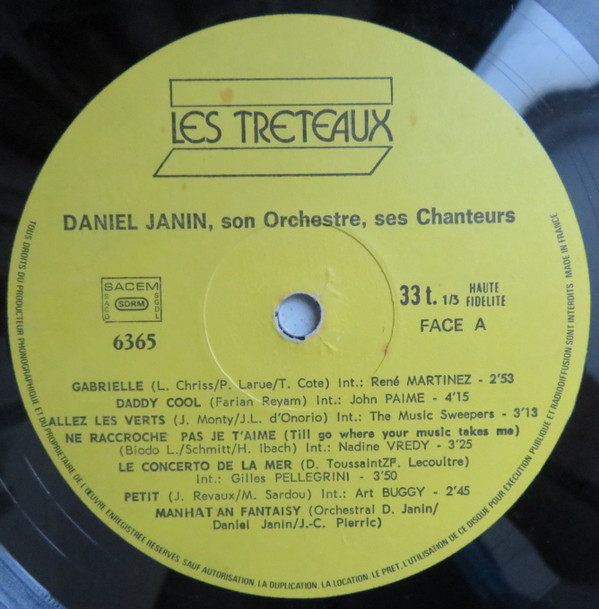 LES TRETEAUX
DANIEL JANIN, son Orchestre, ses Chanteurs
SACEM
SACD
SDRM
SGDL
6365
33 t. 1/3
HAUTE
FIDELITE
FACE A
GABRIELLE (L. Chriss/P. Larue/T. Cote) Int.: René MARTINEZ - 2'53
DADDY COOL (Farian Reyam) Int.: John PAIME - 4'15
ALLEZ LES VERTS (J. Monty/J.L. d'Onorio) Int.: The Music Sweepers - 3'13
NE RACCROCHE PAS JE T'AIME (Till go where your music takes me)
(Biodo L./Schmitt/H. Ibach) Int.: Nadine VREDY - 3'25
LE CONCERTO DE LA MER (D. ToussaintZF. Lecoultre)
Int.: Gilles PELLEGRINI - 3'50
PETIT (J. Revaux/M. Sardou) Int.: Art BUGGY - 2'45
MANHAT AN FANTAISY (Orchestral D. Janin/
Daniel Janin/J.-C. Pierric)
TOUS DROITS DU PRODUCTEUR PHONOGRAPHIQUE ET DU PROPRIETAIRE DE L'ŒUVRE ENREGISTREE RESERVES SAUF AUTORISATION, LA DUPLICATION, LA LOCATION, LE PRET, L'UTILISATION DE CE DISQUE POUR EXECUTION PUBLIQUE ET RADIODIFFUSION SONT INTERDITS. MADE IN FRANCE